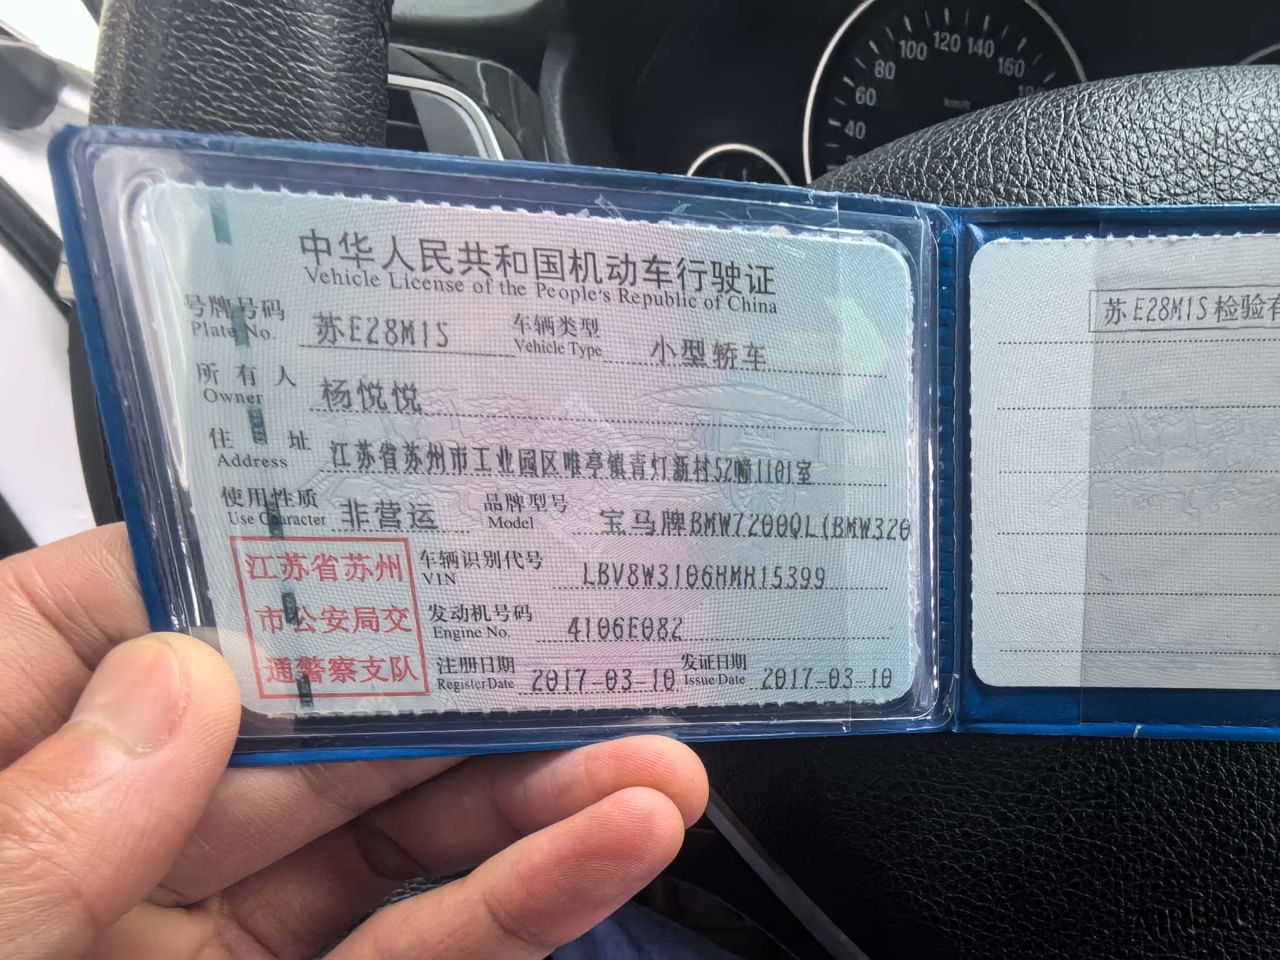 中华人民共和国机动车行驶证
Vehicle License of the People's Republic of China
号牌号码 苏E28M1S 车辆类型 小型轿车
Plate No. Vehicle Type
所有人 杨悦悦
Owner
住址 江苏省苏州市工业园区唯亭镇青灯新村52幢1101室
Address
使用性质 非营运 品牌型号 宝马牌BMW7200QL(BMW320
Use Character Model
江苏省苏州
市公安局交
通警察支队
车辆识别代号 LBV8W3106HMH15399
VIN
发动机号码 4106E082
Engine No.
注册日期 2017-03-10 发证日期 2017-03-10
Register Date Issue Date
苏E28M1S检验有
40
60
80
100
120
140
160
km/h
AIRBAG